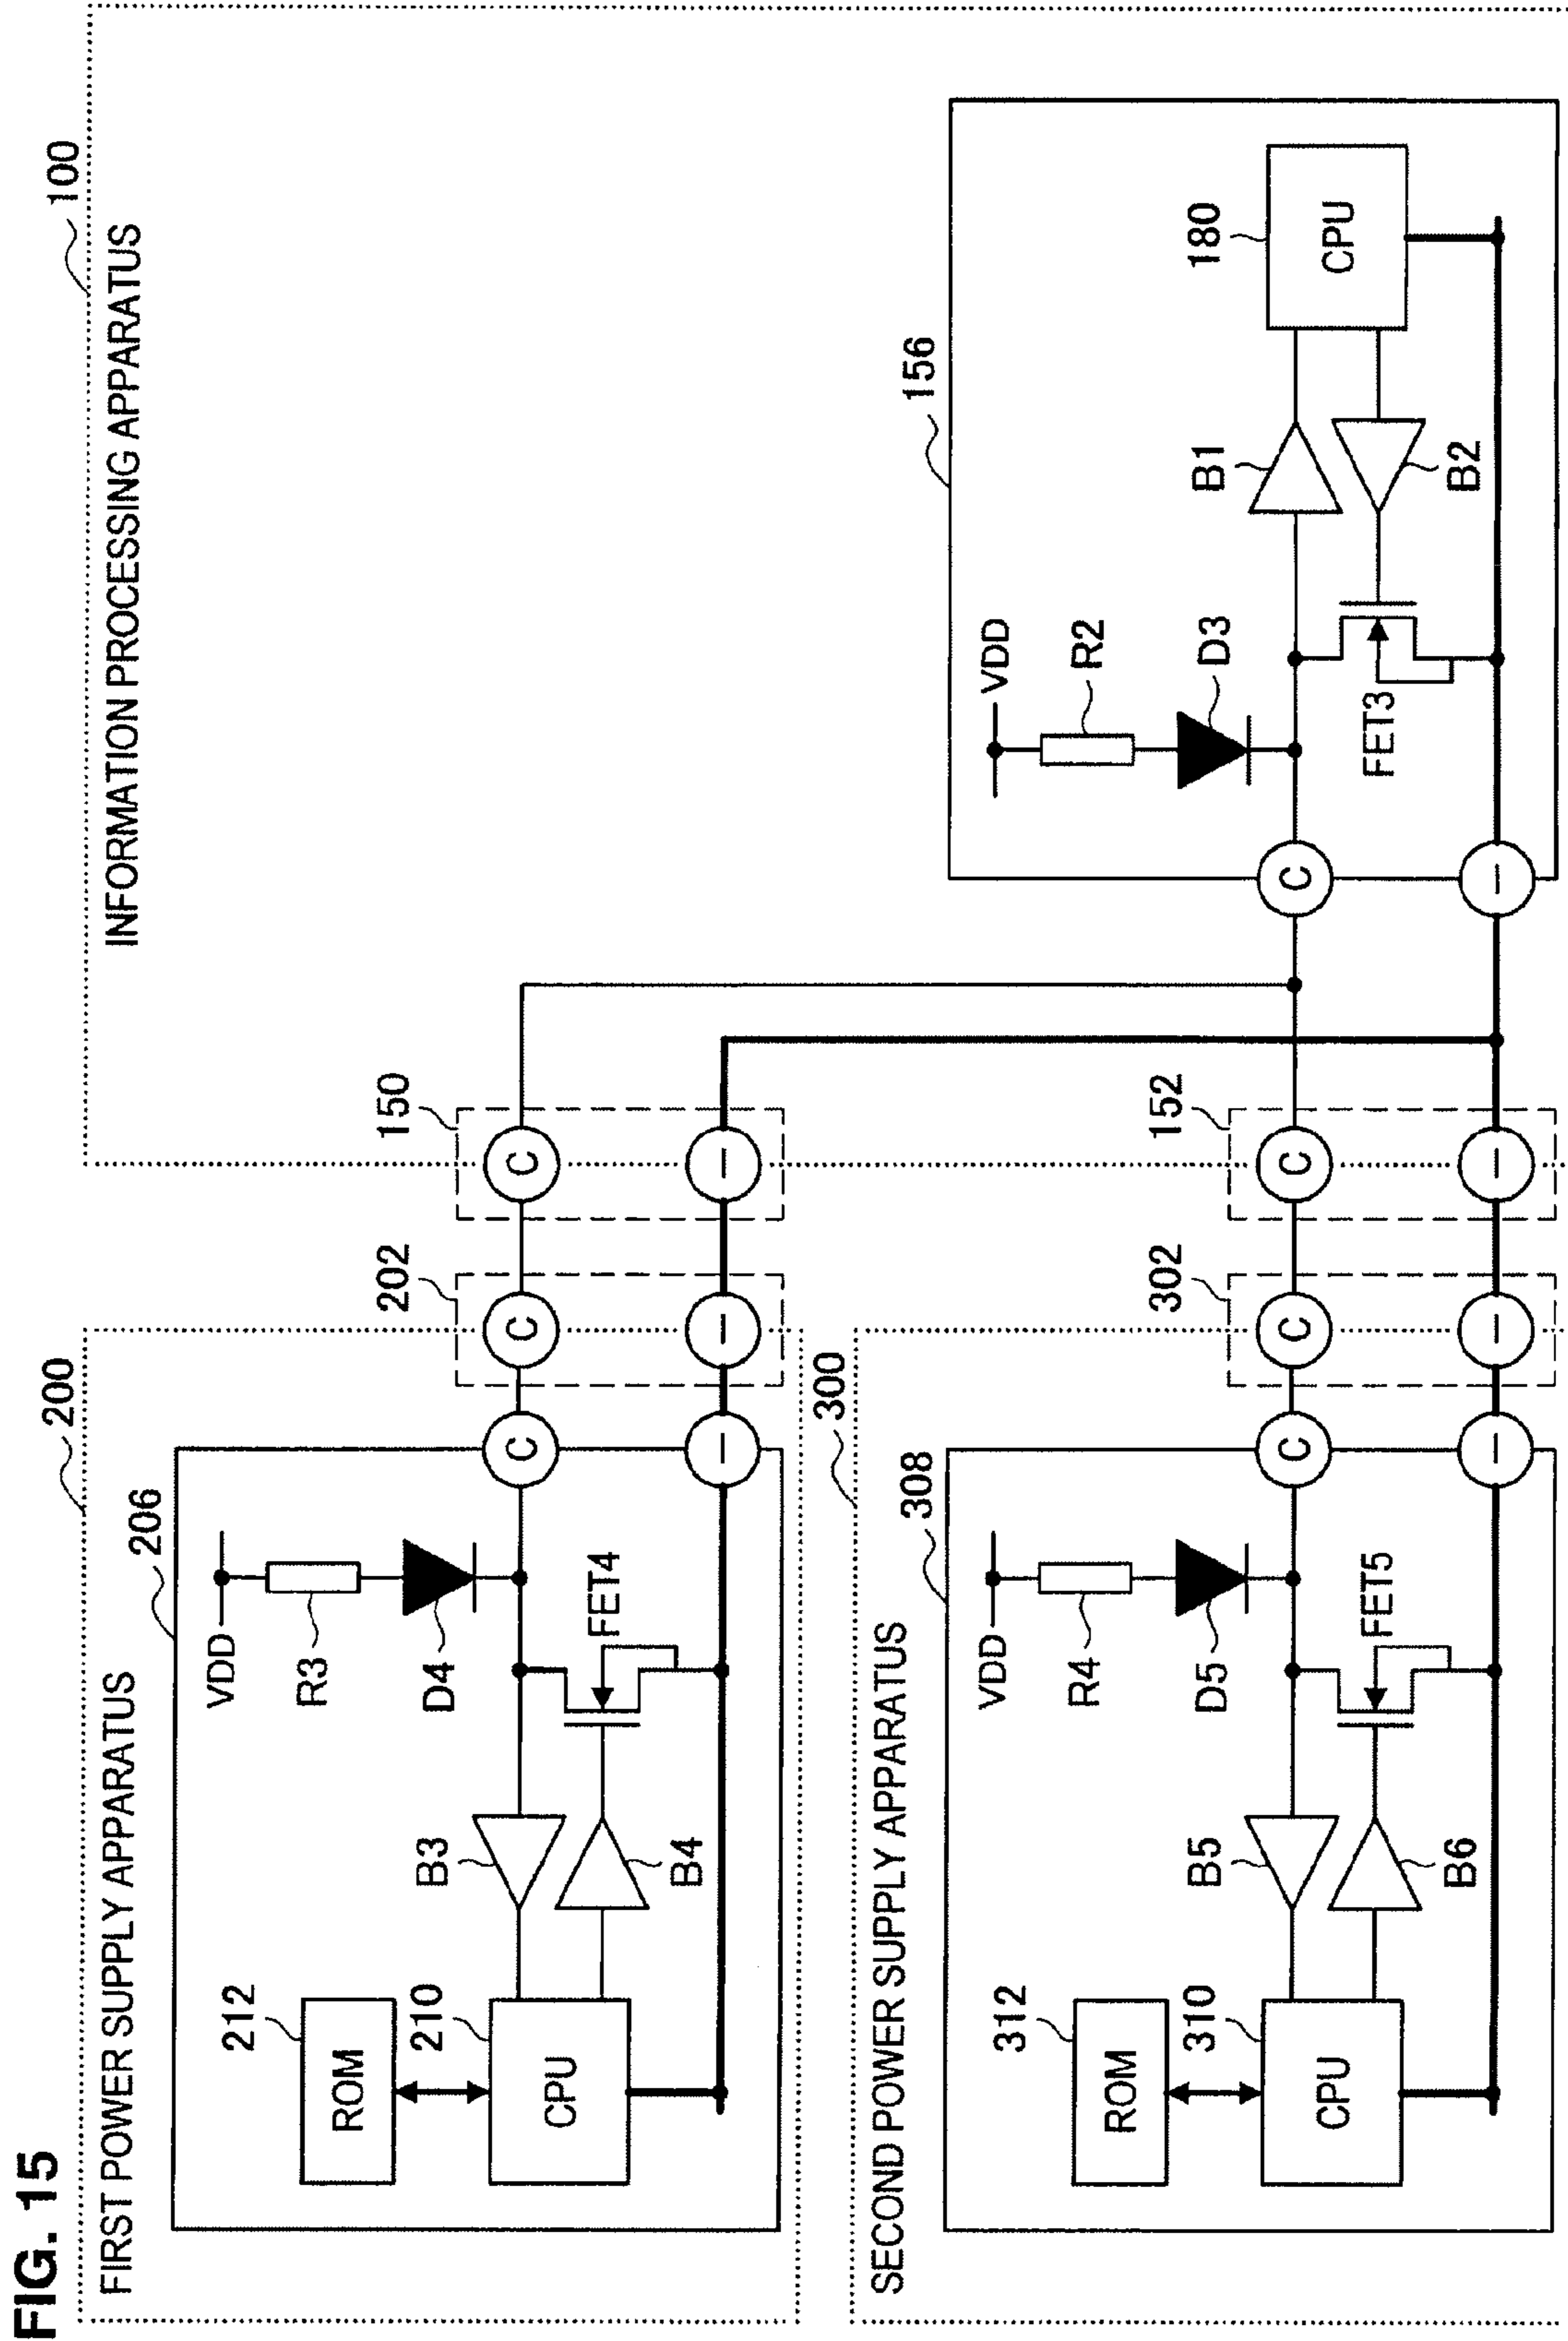 FIG. 15
FIRST POWER SUPPLY APPARATUS
200
206
VDD
R3
D4
B3
FET4
B4
212
ROM
210
CPU
C
–
202
C
–
150
C
–
INFORMATION PROCESSING APPARATUS
100
156
VDD
R2
D3
B1
FET3
B2
180
CPU
C
–
SECOND POWER SUPPLY APPARATUS
300
308
VDD
R4
D5
B5
FET5
B6
312
ROM
310
CPU
C
–
302
C
–
152
C
–